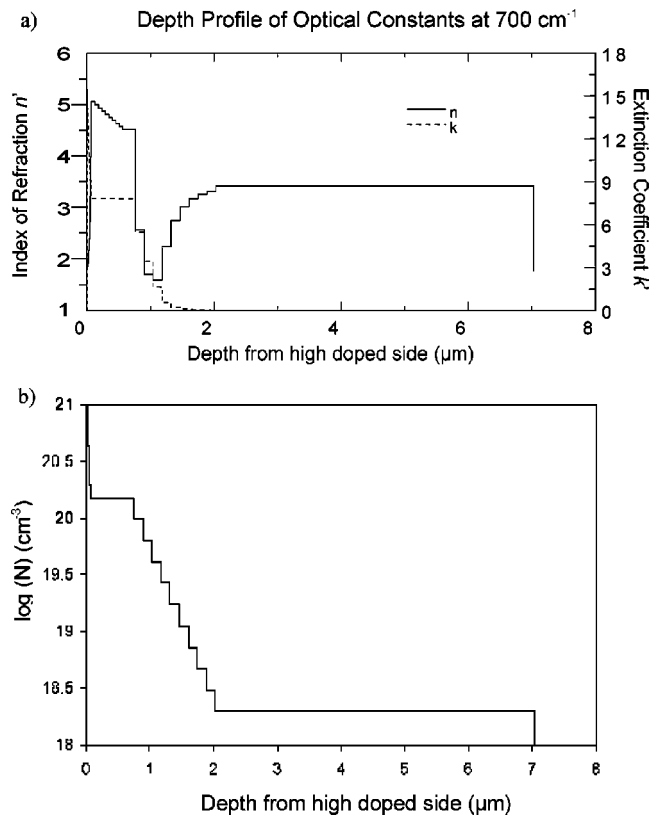 a)
Depth Profile of Optical Constants at 700 cm⁻¹
6
5
4
3
2
1
Index of Refraction n'
18
15
12
9
6
3
0
Extinction Coefficient k'
n
k
0 2 4 6 8
Depth from high doped side (μm)
b)
21
20.5
20
19.5
19
18.5
18
log (N) (cm⁻³)
0 1 2 3 4 5 6 7 8
Depth from high doped side (μm)